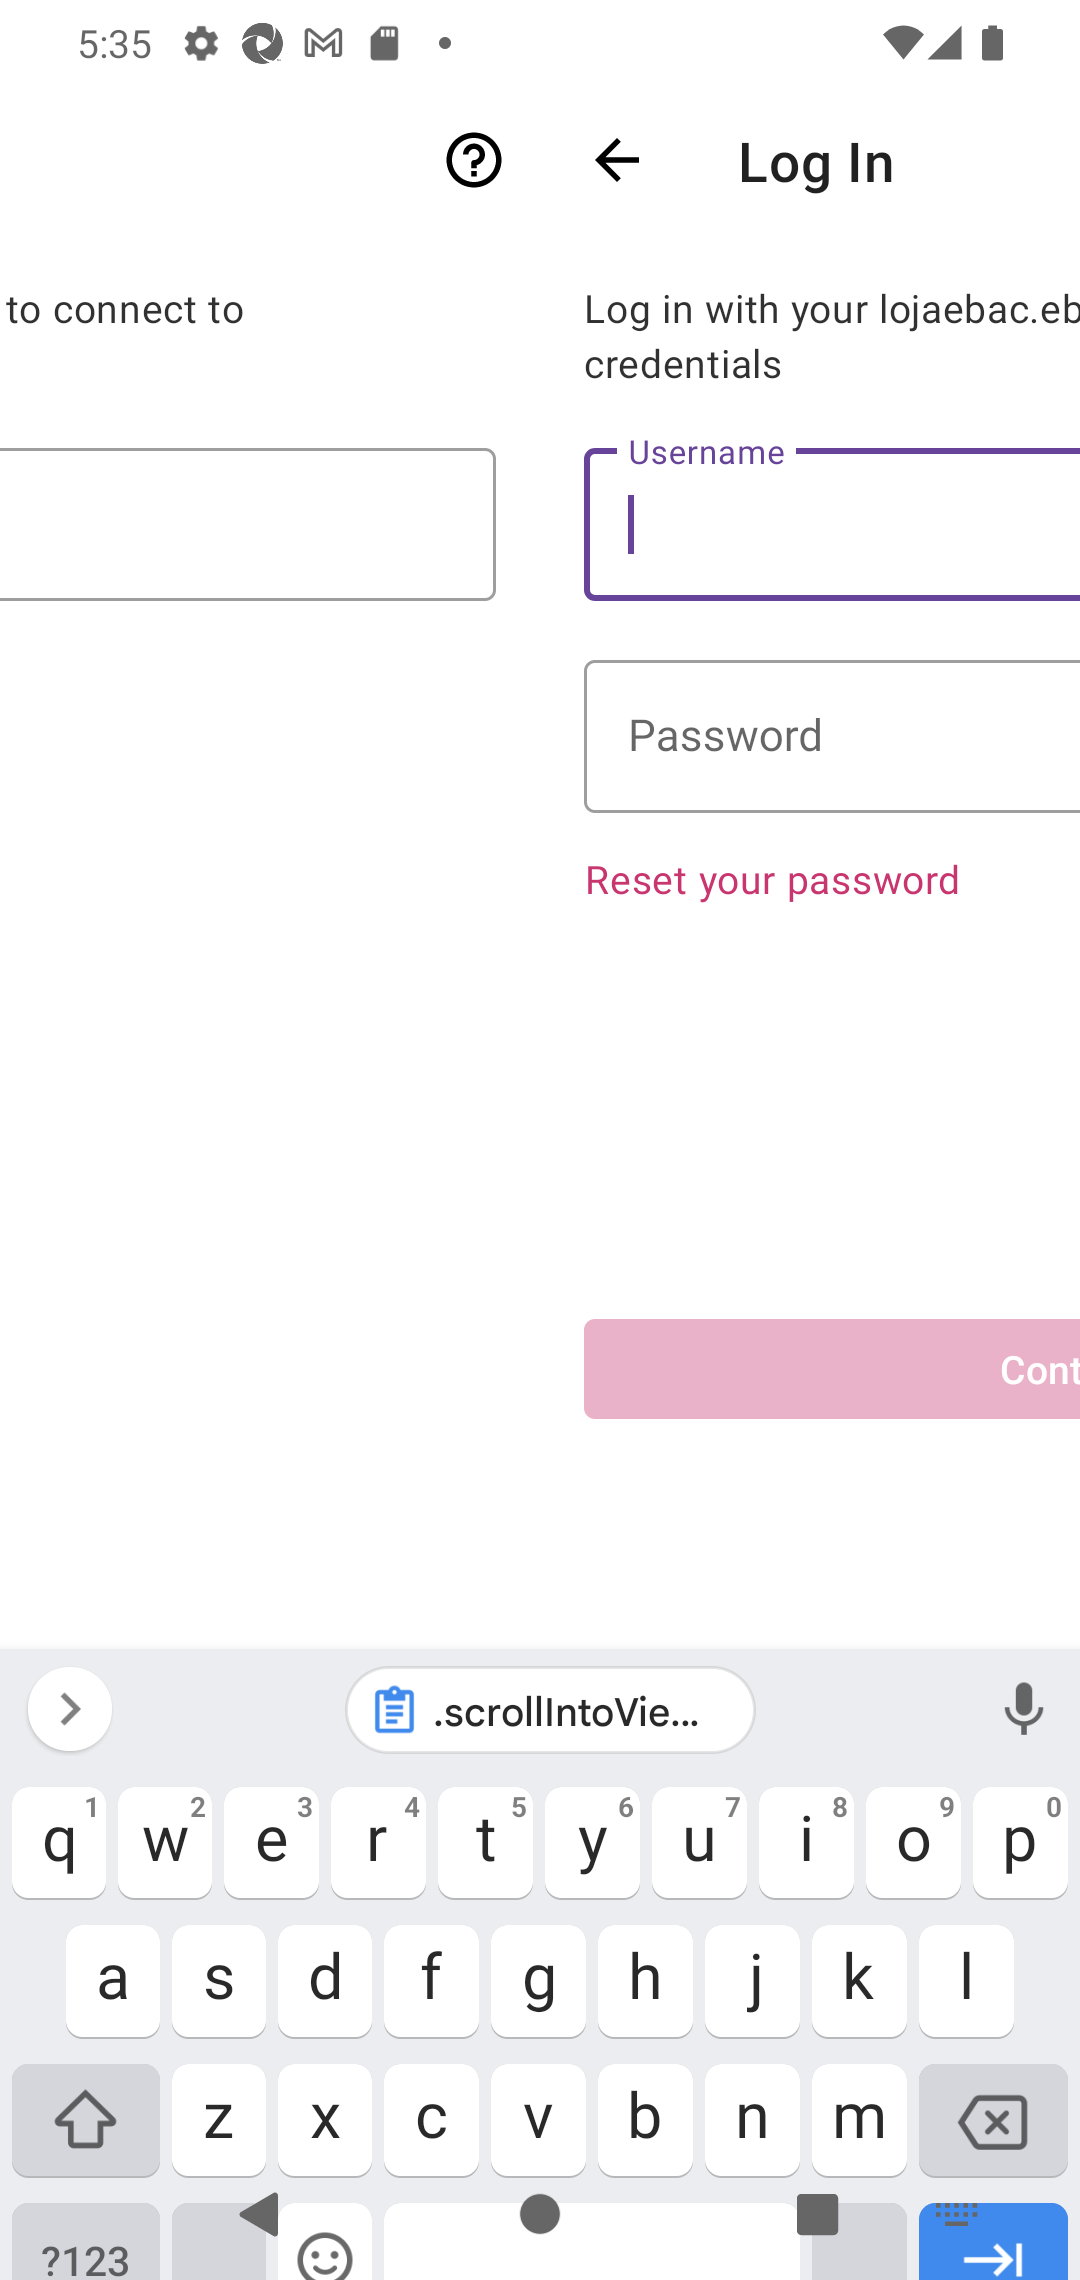 5:35
Log In
to connect to
Log in with your lojaebac.eb
credentials
Username
Password
Reset your password
Cont
.scrollIntoVie...
q 1 w 2 e 3 r 4 t 5 y 6 u 7 i 8 o 9 p 0
a s d f g h j k l
z x c v b n m
?123